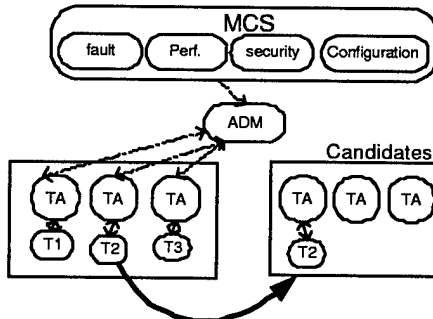 MCS
fault Perf. security Configuration
ADM
Candidates
TA TA TA TA TA TA
T1 T2 T3 T2